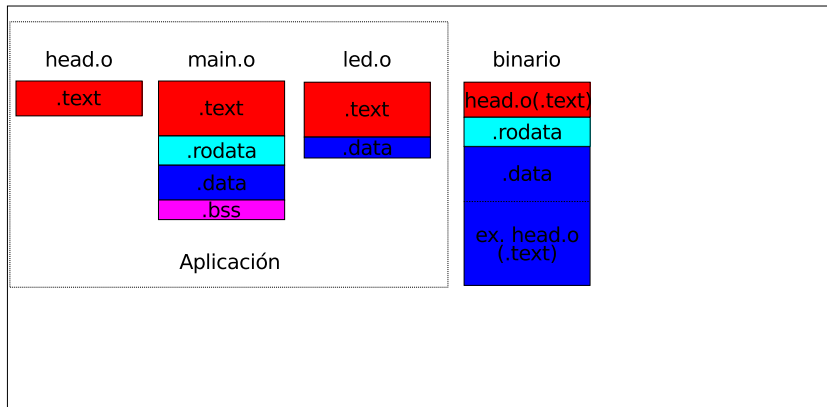 head.o
main.o
led.o
binario
.text
.text
.text
head.o(.text)
.rodata
.data
.rodata
.data
.data
.bss
ex. head.o
(.text)
Aplicación